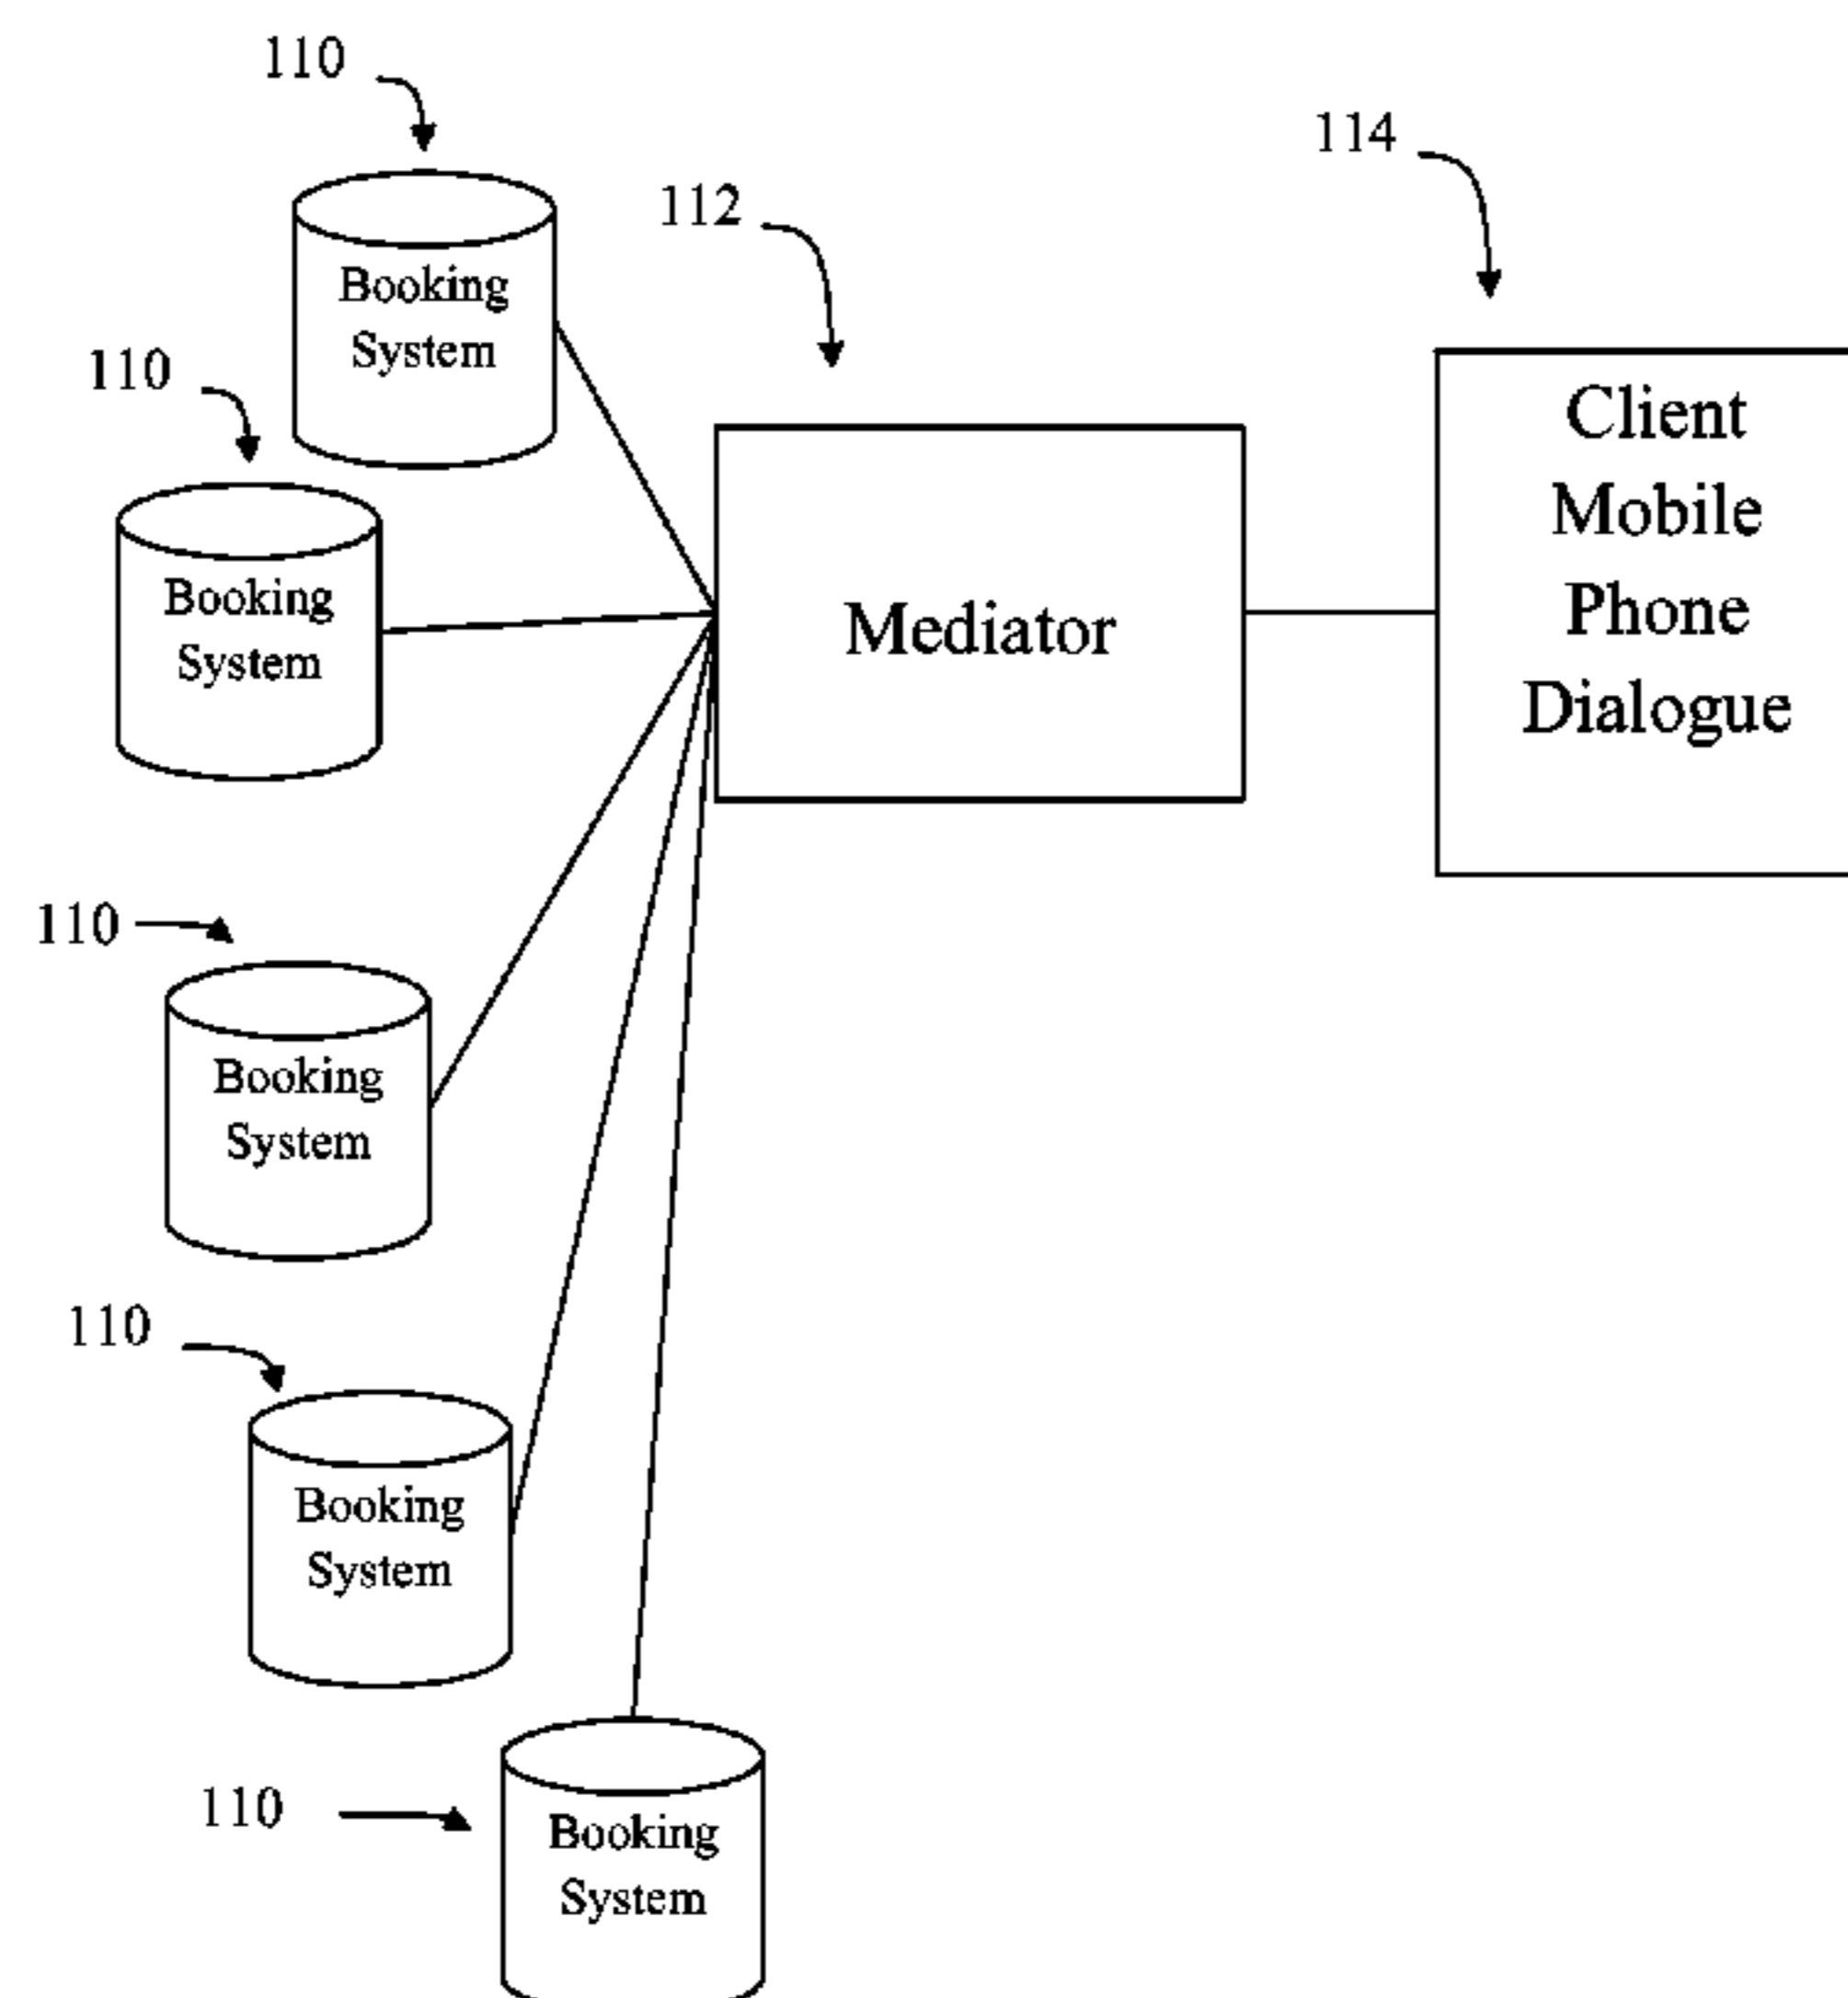 110
114
112
Booking
System
110
Client
Mobile
Phone
Dialogue
Booking
System
Mediator
110
Booking
System
110
Booking
System
110
Booking
System